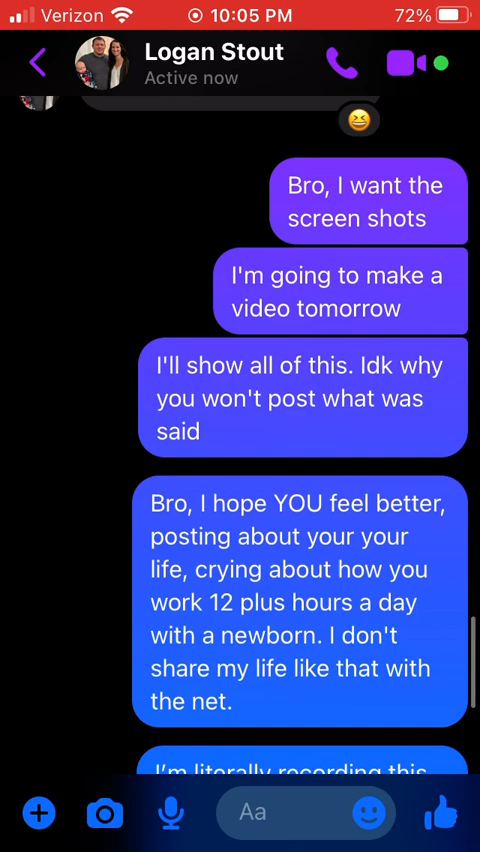 Verizon 10:05 PM 72%
Logan Stout
Active now
Bro, I want the
screen shots
I'm going to make a
video tomorrow
I'll show all of this. Idk why
you won't post what was
said
Bro, I hope YOU feel better,
posting about your your
life, crying about how you
work 12 plus hours a day
with a newborn. I don't
share my life like that with
the net.
I'm literally recording this
Aa